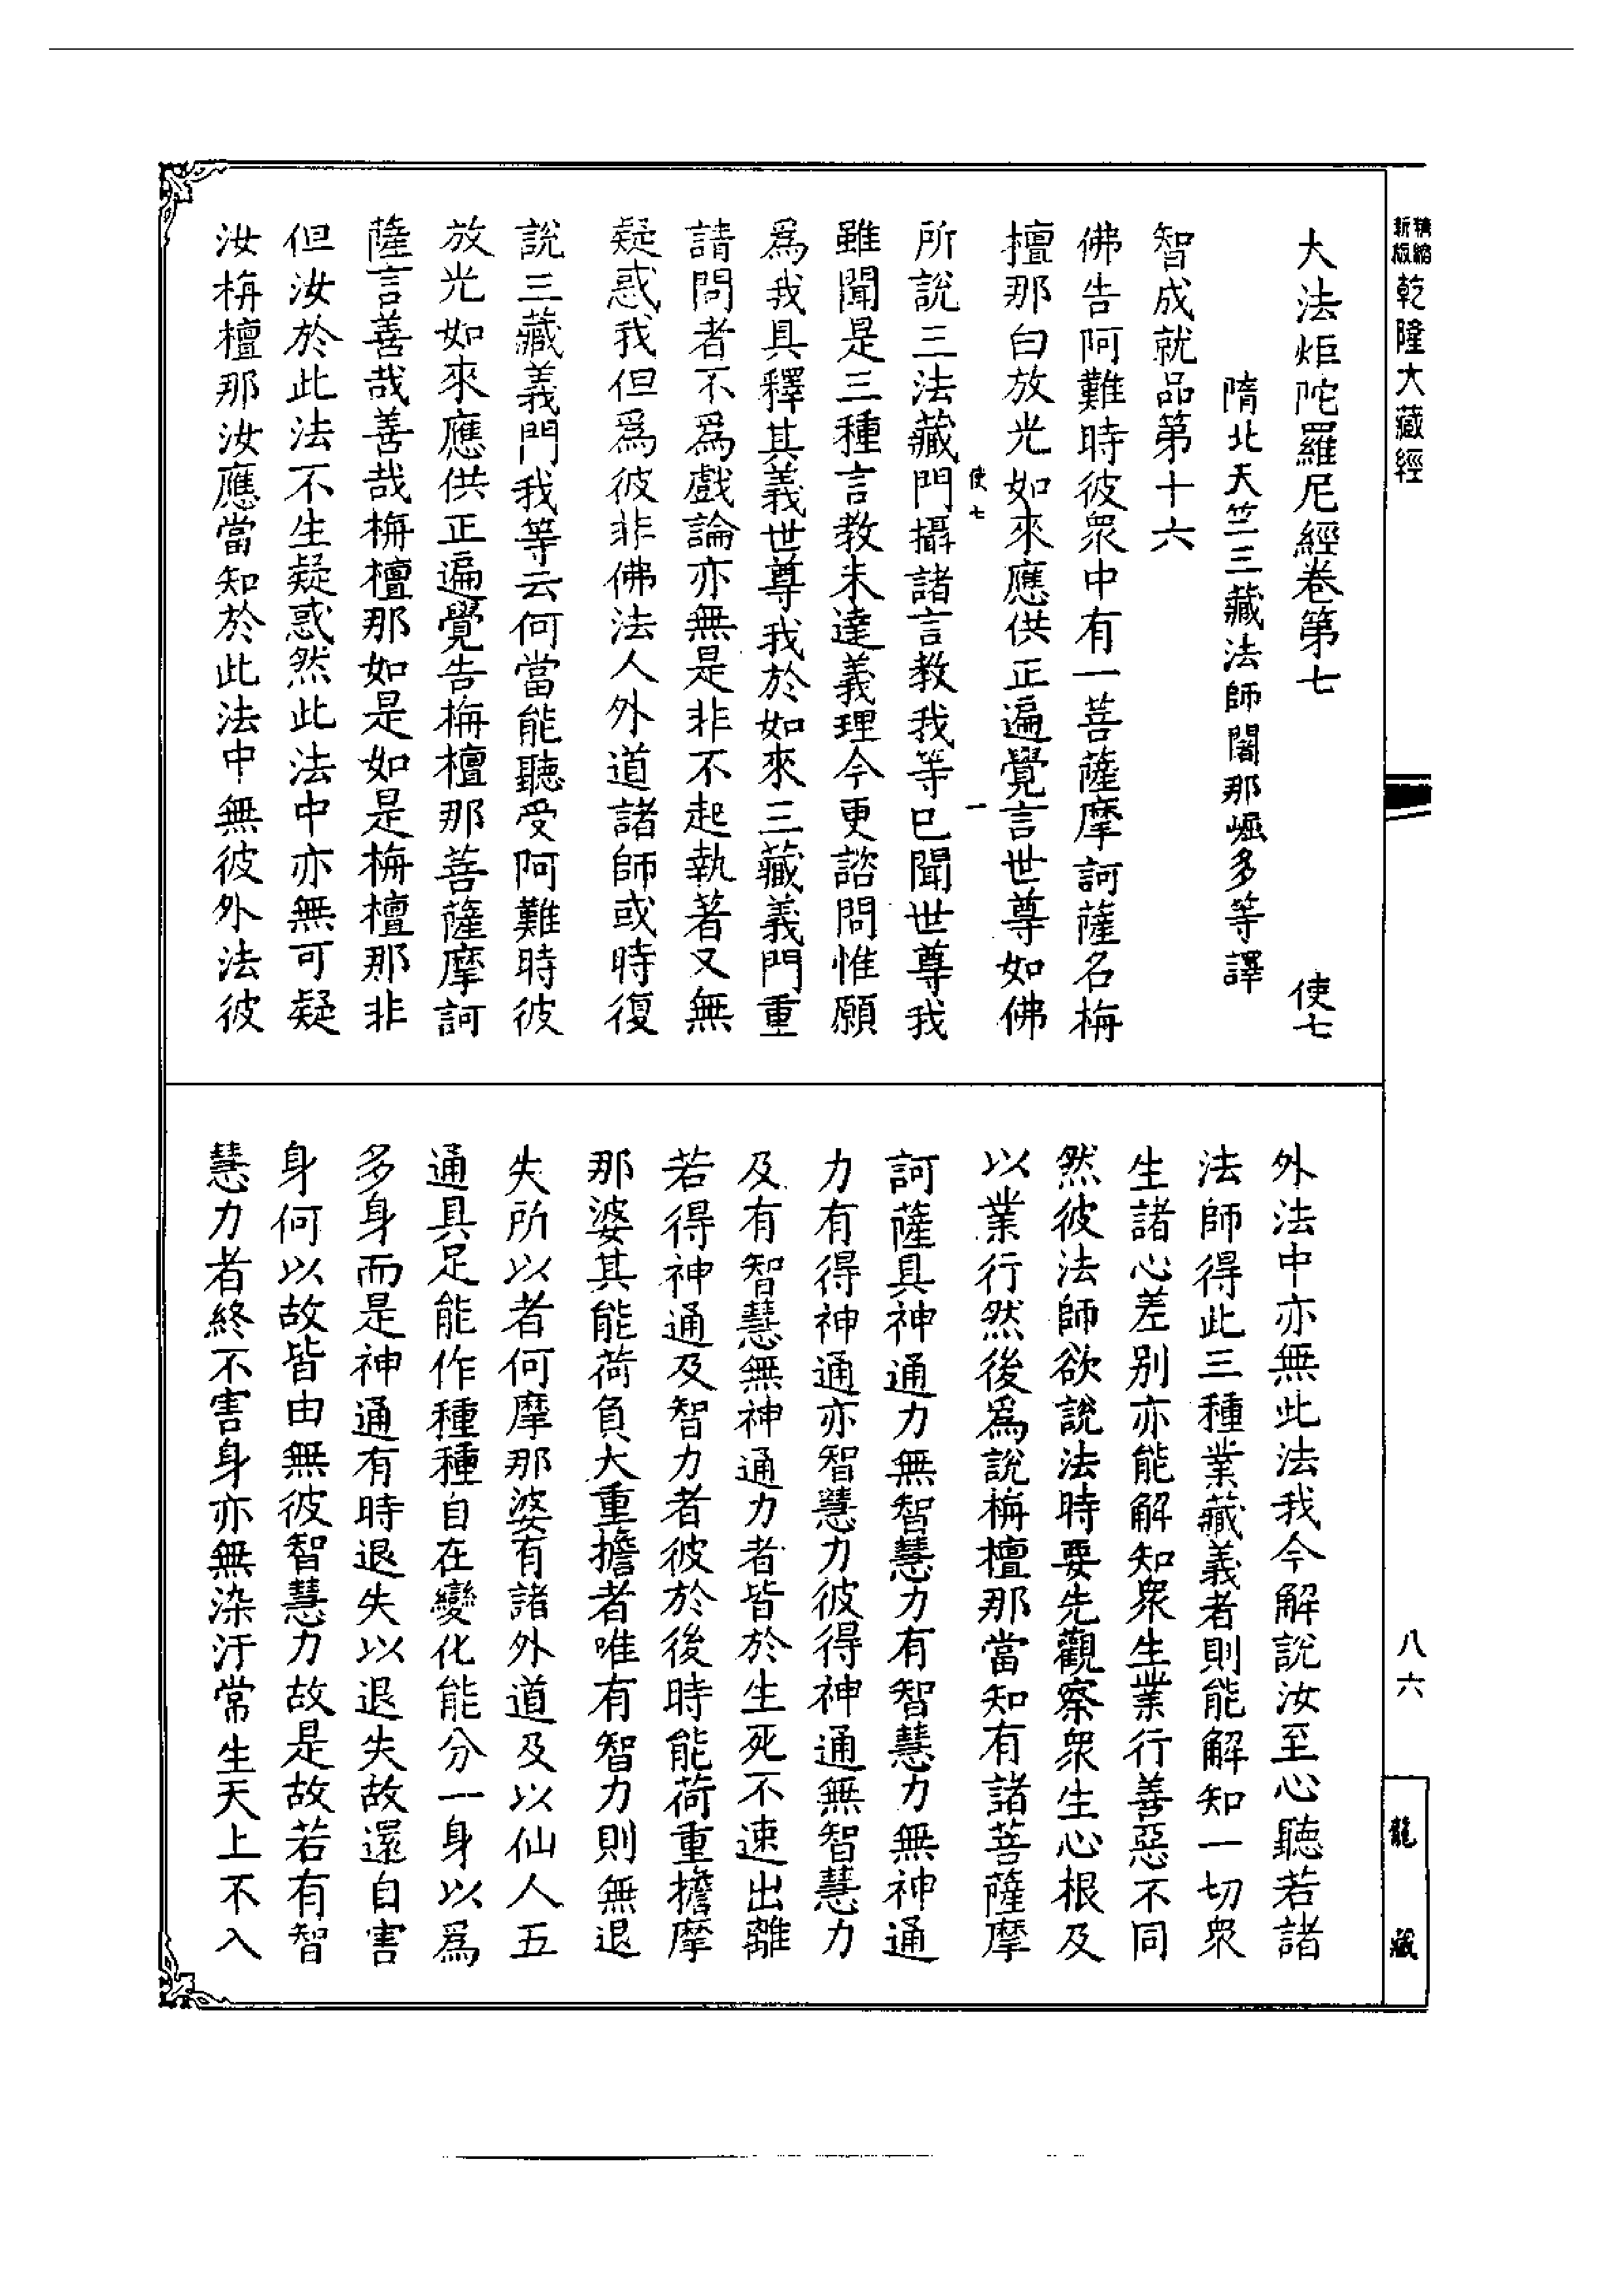 精縮新版乾隆大藏經
大法炬陀羅尼經卷第七　使七
隋北天竺三藏法師闍那崛多等譯
智成就品第十六
佛告阿難時彼眾中有一菩薩摩訶薩名栴
檀那白放光如來應供正遍覺言世尊如佛
使七　一
所說三法藏門攝諸言教我等已聞世尊我
雖聞是三種言教未達義理今更諮問惟願
為我具釋其義世尊我於如來三藏義門重
請問者不為戲論亦無是非不起執著又無
疑惑我但為彼非佛法人外道諸師或時復
說三藏義門我等云何當能聽受阿難時彼
放光如來應供正遍覺告栴檀那菩薩摩訶
薩言善哉善哉栴檀那如是如是栴檀那非
但汝於此法不生疑惑然此法中亦無可疑
汝栴檀那汝應當知於此法中無彼外法彼
外法中亦無此法我今解說汝至心聽若諸
法師得此三種業藏義者則能解知一切眾
生諸心差別亦能解知眾生業行善惡不同
然彼法師欲說法時要先觀察眾生心根及
以業行然後為說栴檀那當知有諸菩薩摩
訶薩具神通力無智慧力有智慧力無神通
力有得神通亦智慧力彼得神通無智慧力
及有智慧無神通力者皆於生死不速出離
若得神通及智力者彼於後時能荷重擔摩
那婆其能荷負大重擔者唯有智力則無退
失所以者何摩那婆有諸外道及以仙人五
通具足能作種種自在變化能分一身以為
多身而是神通有時退失以退失故還自害
身何以故皆由無彼智慧力故是故若有智
慧力者終不害身亦無染汙常生天上不入
八六
龍藏